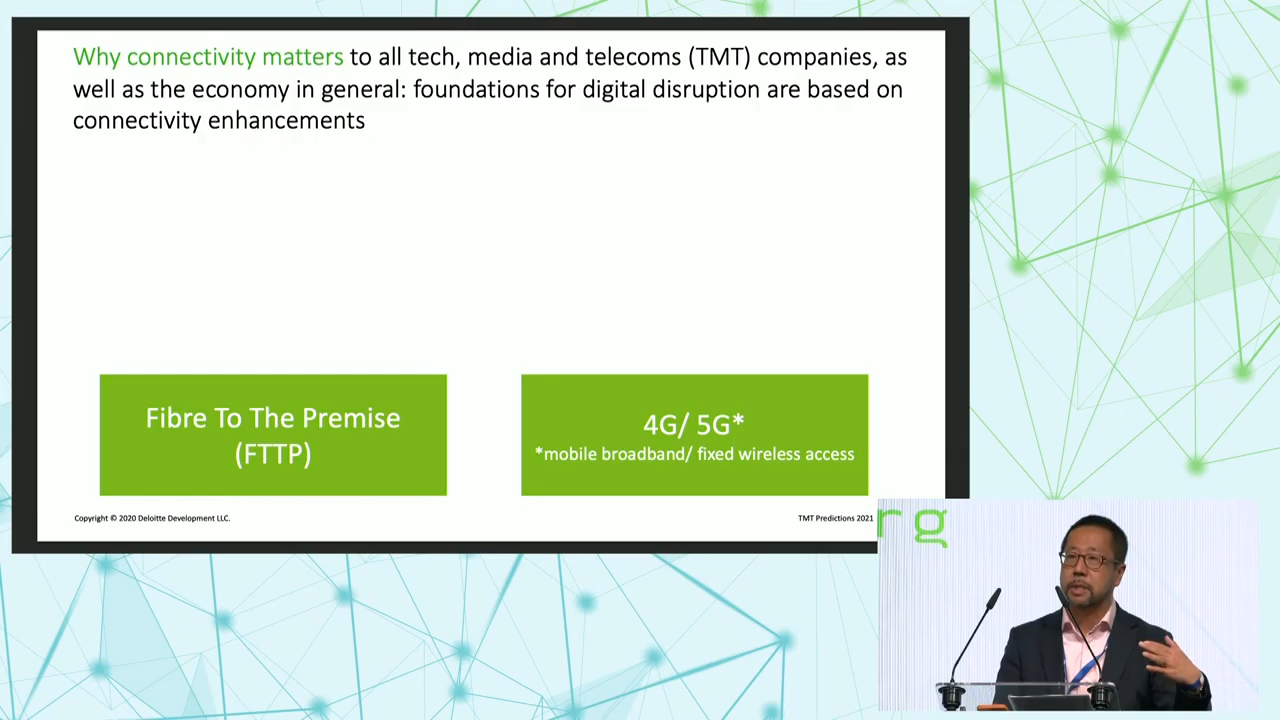 Why connectivity matters to all tech, media and telecoms (TMT) companies, as
well as the economy in general: foundations for digital disruption are based on
connectivity enhancements
Fibre To The Premise
(FTTP)
4G/ 5G*
*mobile broadband/ fixed wireless access
Copyright © 2020 Deloitte Development LLC.
TMT Predictions 2021
rg